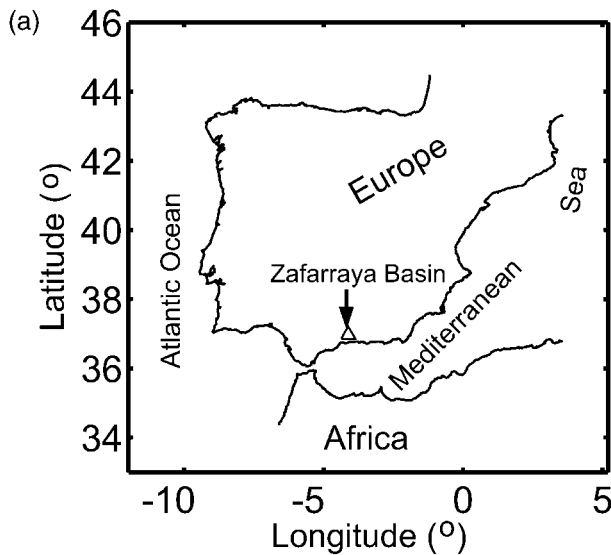 (a)
46
44
42
40
38
36
34
Latitude (o)
Atlantic Ocean
Europe
Sea
Zafarraya Basin
Mediterranean
Africa
-10
-5
0
5
Longitude (o)